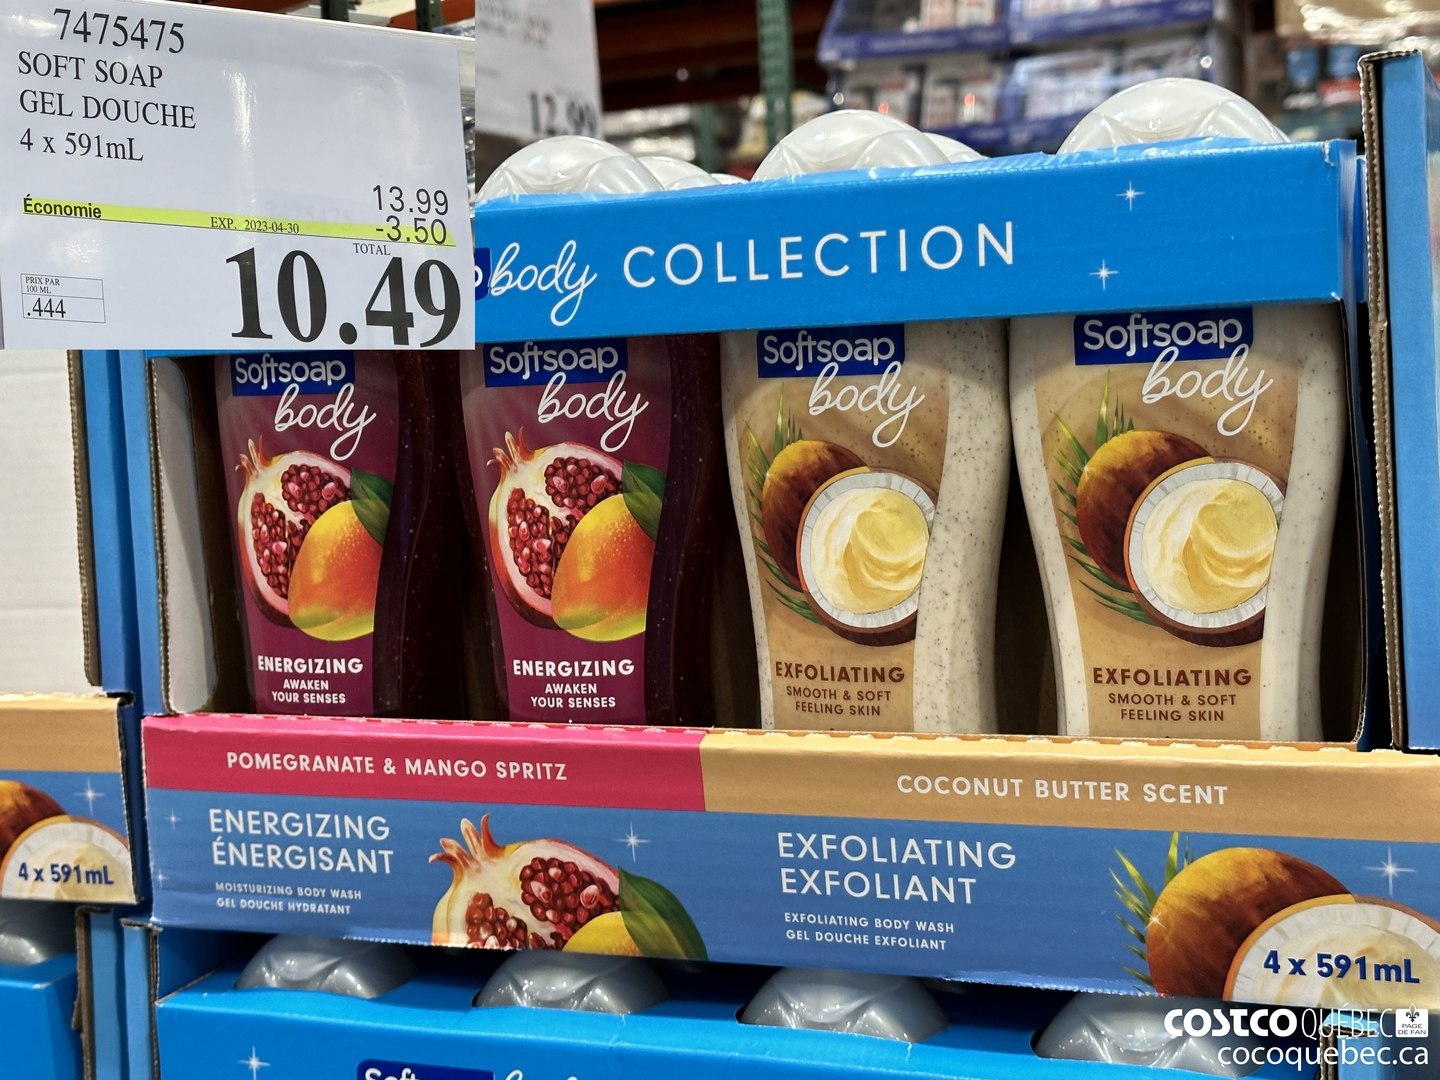 7475475
SOFT SOAP
GEL DOUCHE
4 x 591mL
13.99
Économie
EXP. 2023-04-30
-3.50
TOTAL
PRIX PAR
100 ML
.444
10.49
12.99
body COLLECTION
Softsoap
body
ENERGIZING
AWAKEN
YOUR SENSES
Softsoap
body
ENERGIZING
AWAKEN
YOUR SENSES
Softsoap
body
EXFOLIATING
SMOOTH & SOFT
FEELING SKIN
Softsoap
body
EXFOLIATING
SMOOTH & SOFT
FEELING SKIN
POMEGRANATE & MANGO SPRITZ
COCONUT BUTTER SCENT
ENERGIZING
ÉNERGISANT
MOISTURIZING BODY WASH
GEL DOUCHE HYDRATANT
EXFOLIATING
EXFOLIANT
EXFOLIATING BODY WASH
GEL DOUCHE EXFOLIANT
4 x 591mL
4 x 591mL
COSTCO QUÉBEC
PAGE
DE FAN
cocoquebec.ca